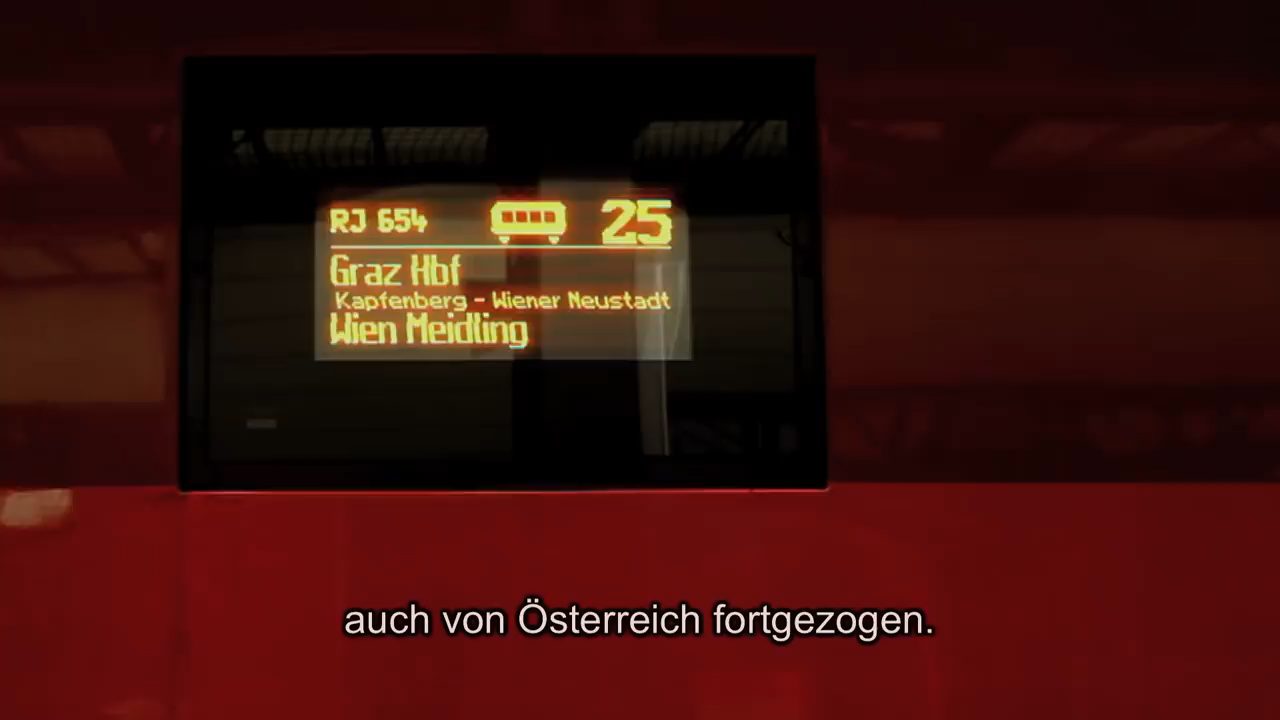 RJ 654 25
Graz Hbf
Kapfenberg - Wiener Neustadt
Wien Meidling
auch von Österreich fortgezogen.